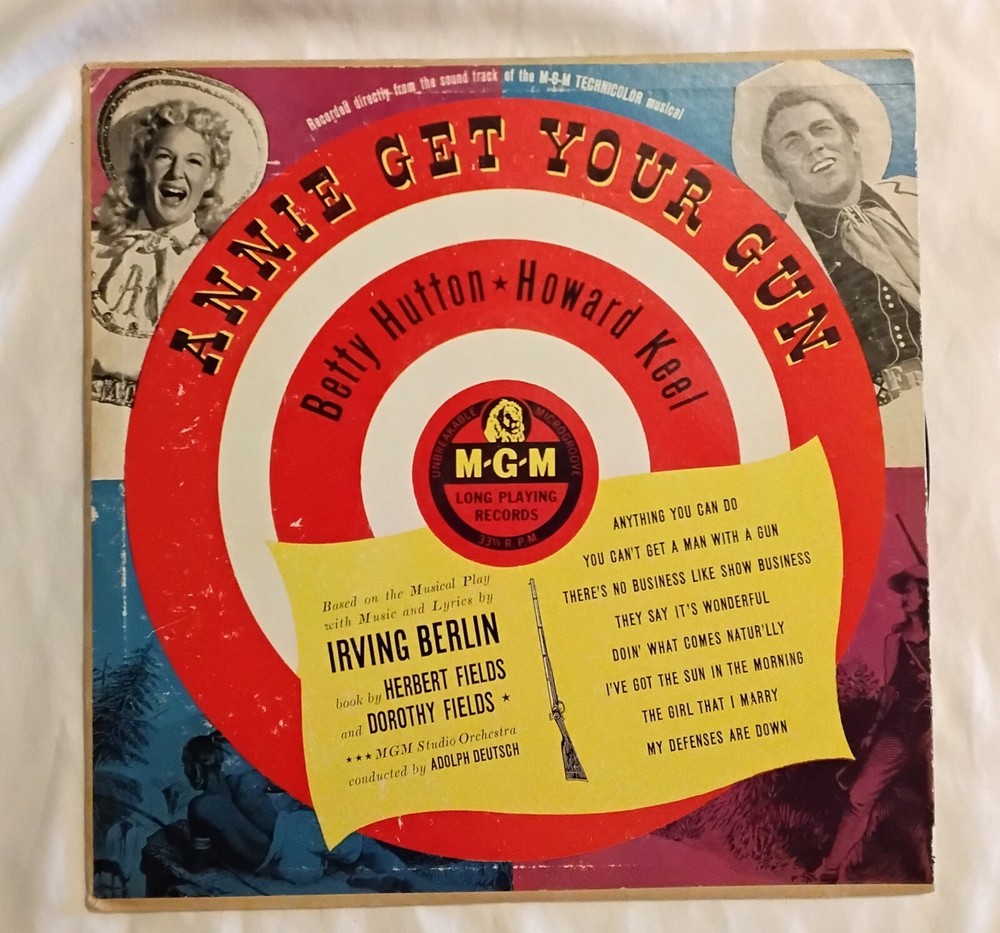 Recorded directly from the sound track of the M-G-M TECHNICOLOR musical
ANNIE GET YOUR GUN
Betty Hutton ★ Howard Keel
UNBREAKABLE MICROGROOVE
M-G-M
LONG PLAYING
RECORDS
33⅓ R.P.M
Based on the Musical Play
with Music and Lyrics by
IRVING BERLIN
book by HERBERT FIELDS
and DOROTHY FIELDS ★
★★★ MGM Studio Orchestra
conducted by ADOLPH DEUTSCH
ANYTHING YOU CAN DO
YOU CAN'T GET A MAN WITH A GUN
THERE'S NO BUSINESS LIKE SHOW BUSINESS
THEY SAY IT'S WONDERFUL
DOIN' WHAT COMES NATUR'LLY
I'VE GOT THE SUN IN THE MORNING
THE GIRL THAT I MARRY
MY DEFENSES ARE DOWN